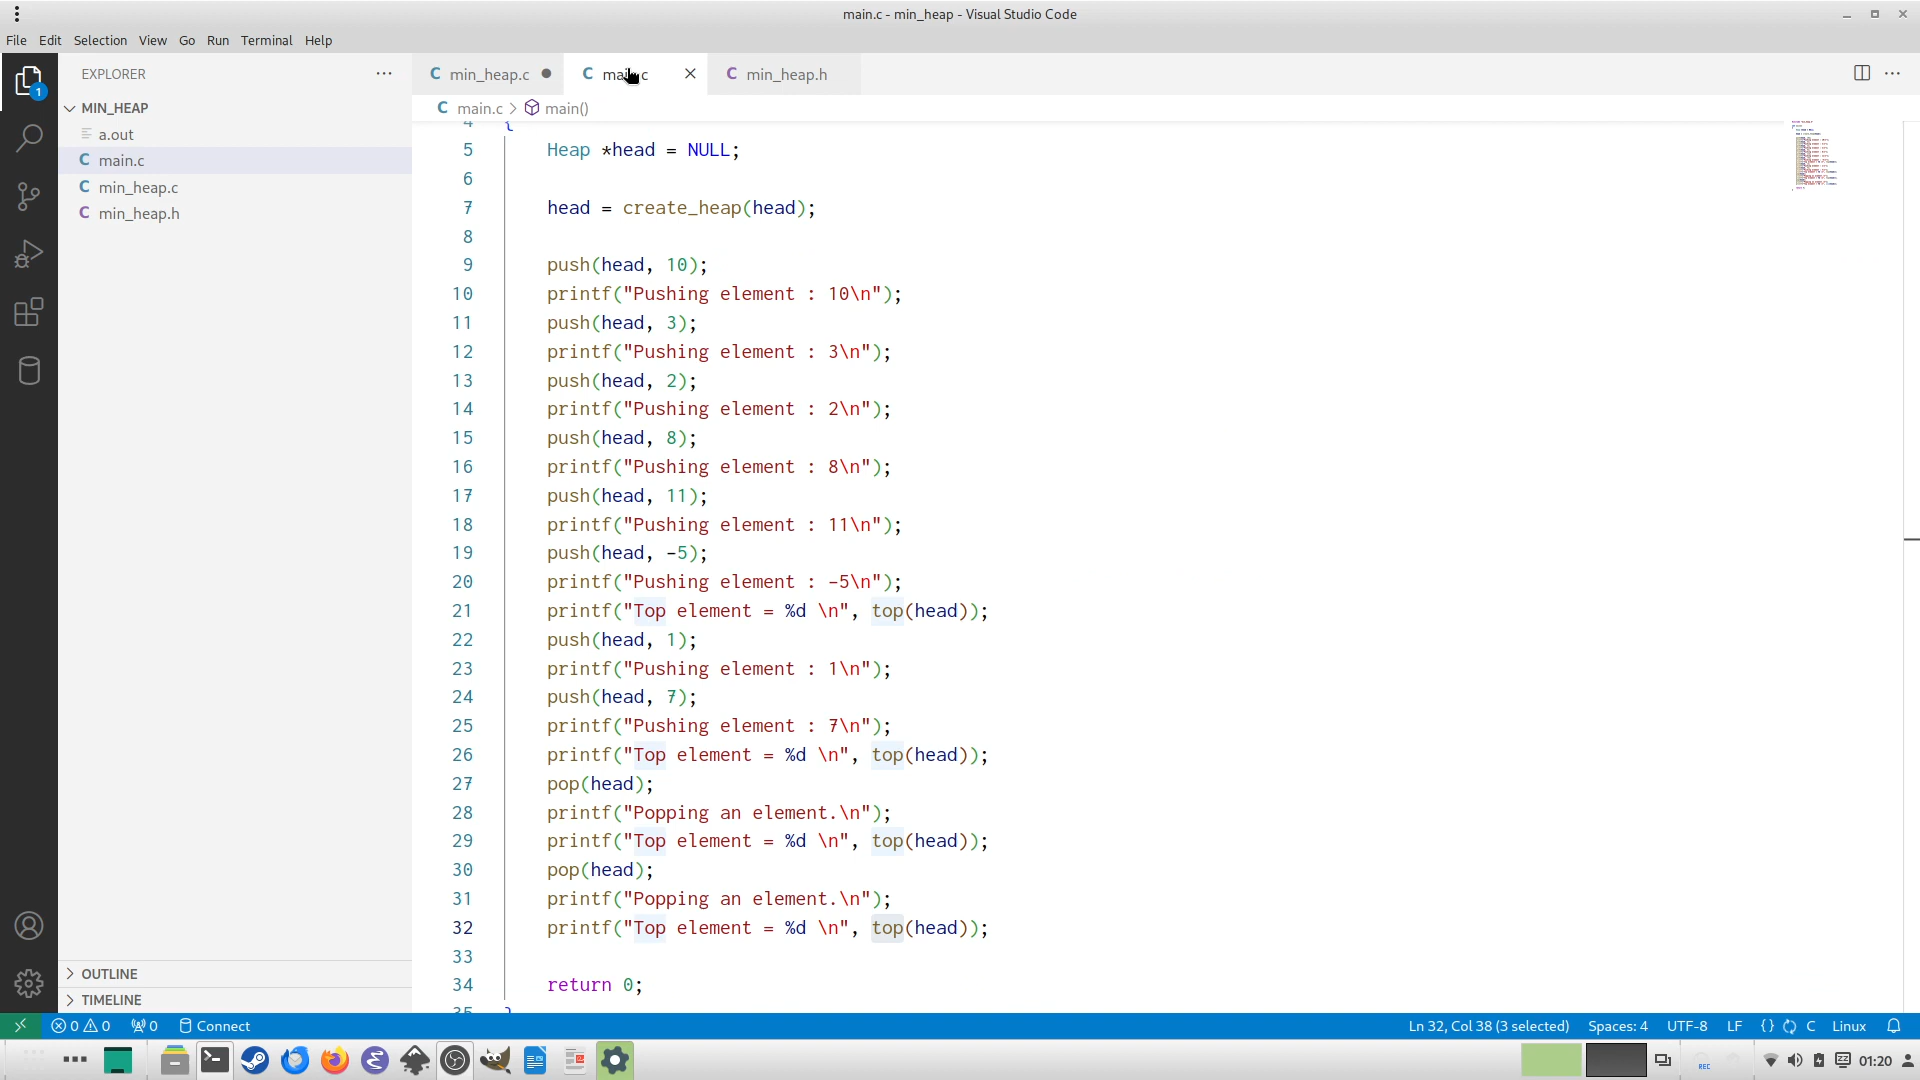 main.c - min_heap - Visual Studio Code
File Edit Selection View Go Run Terminal Help
EXPLORER
MIN_HEAP
a.out
C main.c
C min_heap.c
C min_heap.h
OUTLINE
TIMELINE
1
C min_heap.c
C main.c
C min_heap.h
C main.c > main()
4 {
5 Heap *head = NULL;
6
7 head = create_heap(head);
8
9 push(head, 10);
10 printf("Pushing element : 10\n");
11 push(head, 3);
12 printf("Pushing element : 3\n");
13 push(head, 2);
14 printf("Pushing element : 2\n");
15 push(head, 8);
16 printf("Pushing element : 8\n");
17 push(head, 11);
18 printf("Pushing element : 11\n");
19 push(head, -5);
20 printf("Pushing element : -5\n");
21 printf("Top element = %d \n", top(head));
22 push(head, 1);
23 printf("Pushing element : 1\n");
24 push(head, 7);
25 printf("Pushing element : 7\n");
26 printf("Top element = %d \n", top(head));
27 pop(head);
28 printf("Popping an element.\n");
29 printf("Top element = %d \n", top(head));
30 pop(head);
31 printf("Popping an element.\n");
32 printf("Top element = %d \n", top(head));
33
34 return 0;
35 }
0 0 0 Connect
Ln 32, Col 38 (3 selected) Spaces: 4 UTF-8 LF {} C Linux
REC 01:20